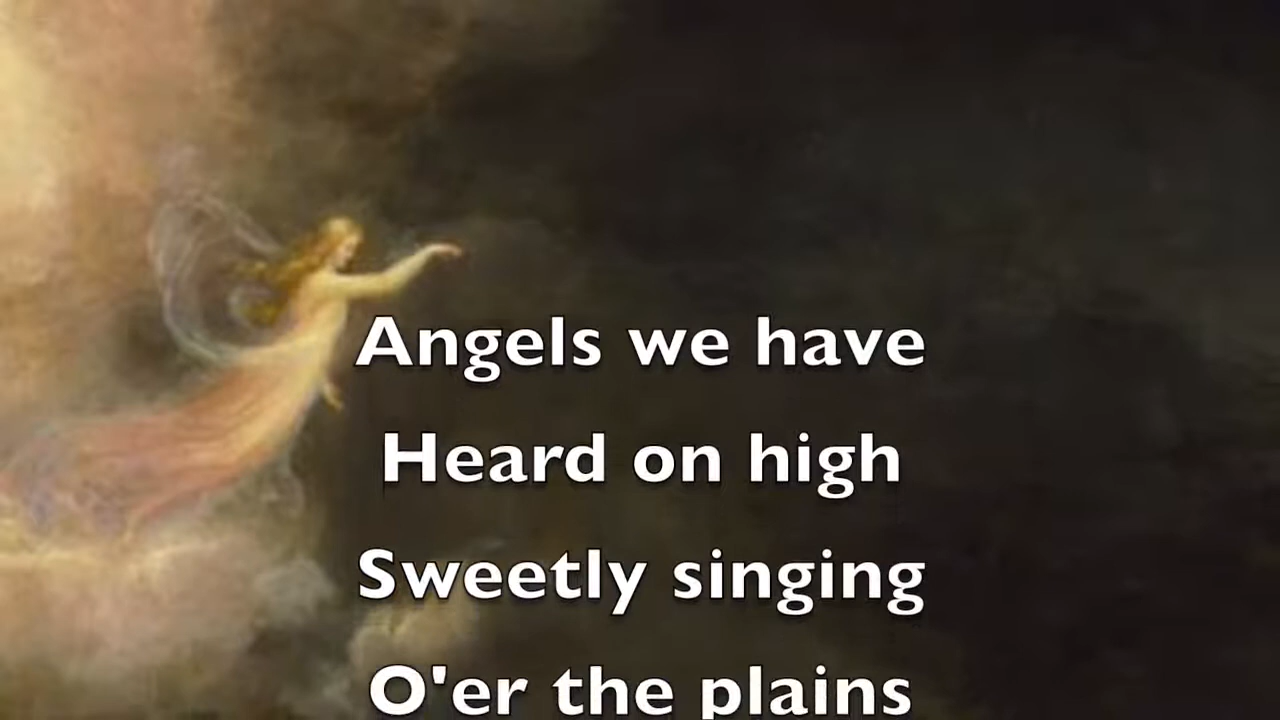 Angels we have
Heard on high
Sweetly singing
O'er the plains